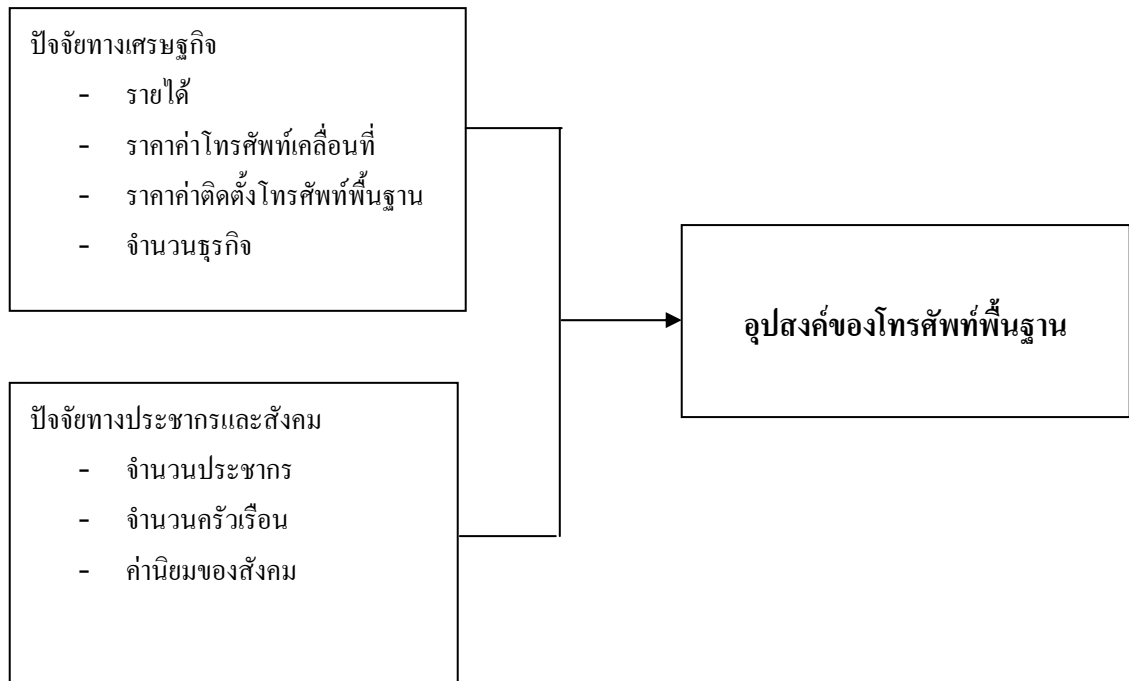 ปัจจัยทางเศรษฐกิจ
- รายได้
- ราคาค่าโทรศัพท์เคลื่อนที่
- ราคาค่าติดตั้งโทรศัพท์พื้นฐาน
- จำนวนธุรกิจ
อุปสงค์ของโทรศัพท์พื้นฐาน
ปัจจัยทางประชากรและสังคม
- จำนวนประชากร
- จำนวนครัวเรือน
- ค่านิยมของสังคม